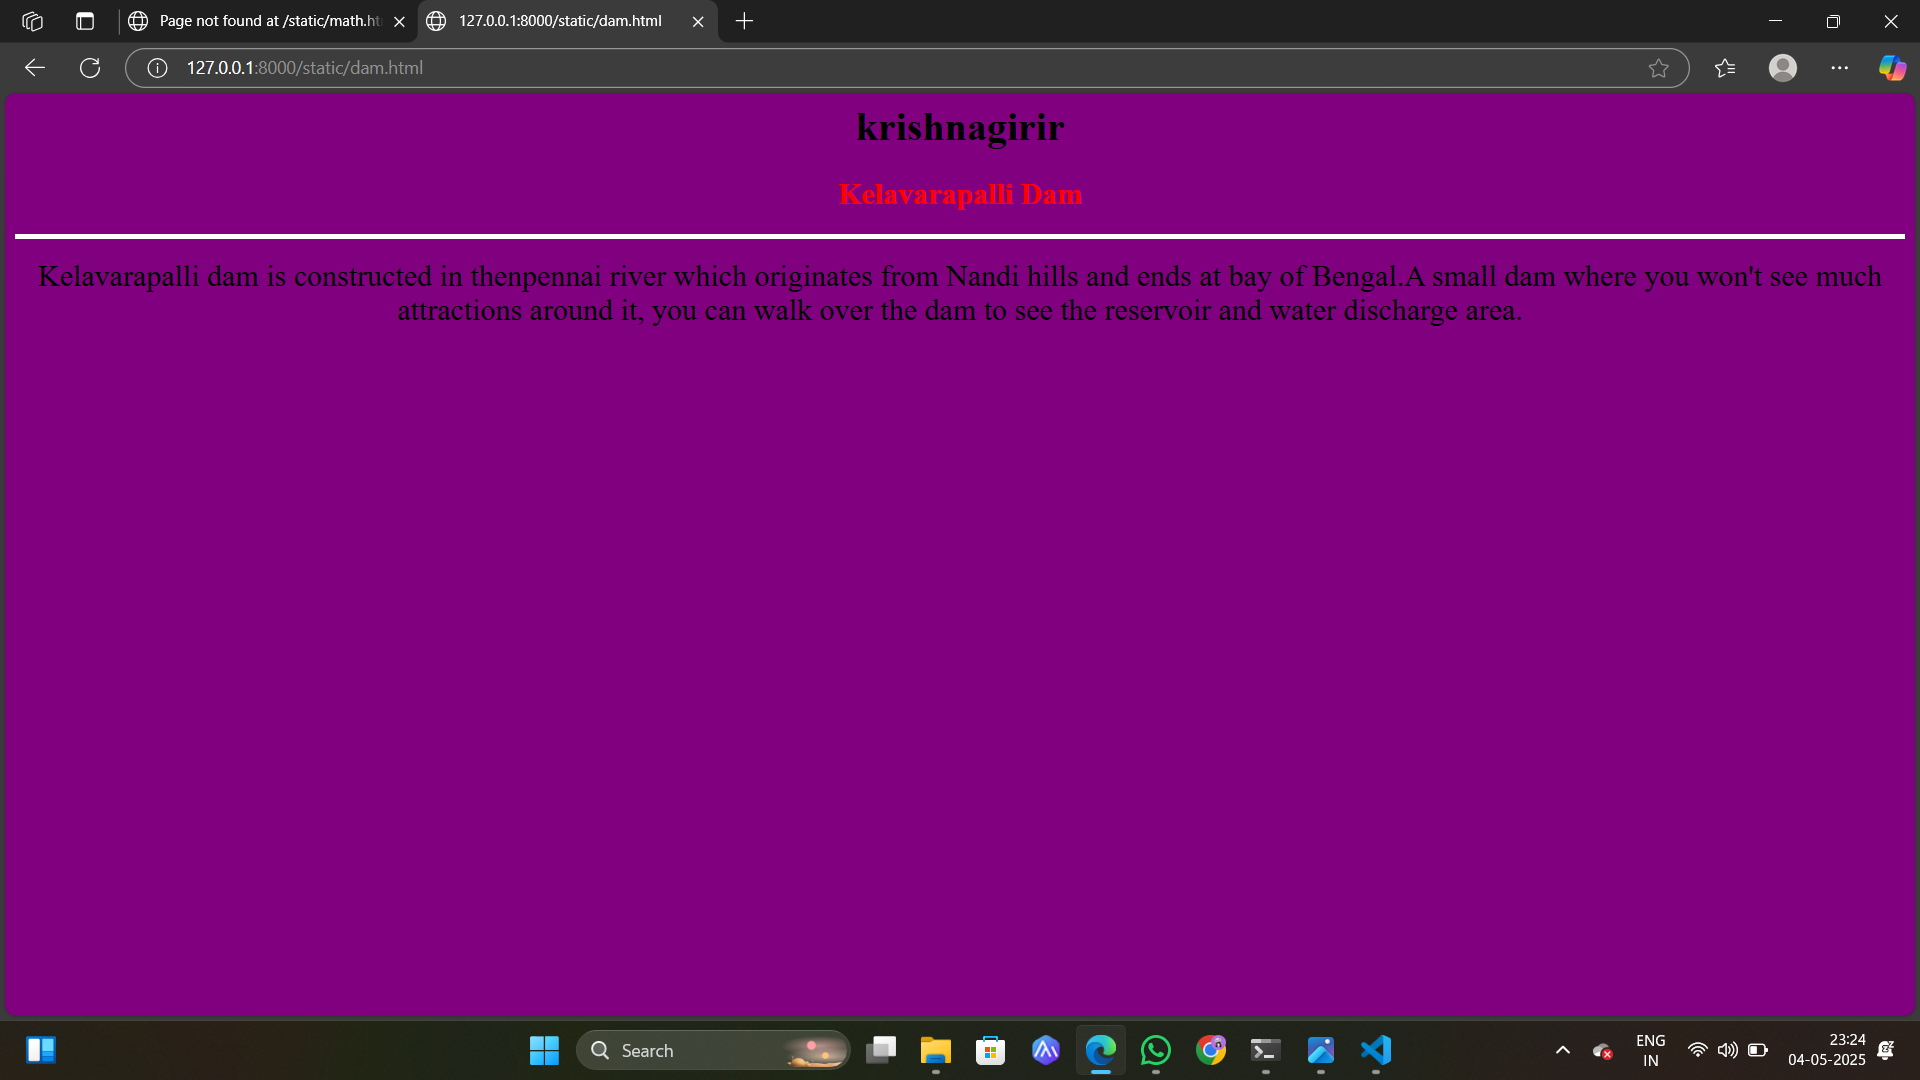 Page not found at /static/math.ht
127.0.0.1:8000/static/dam.html
127.0.0.1:8000/static/dam.html
krishnagirir
Kelavarapalli Dam
Kelavarapalli dam is constructed in thenpennai river which originates from Nandi hills and ends at bay of Bengal.A small dam where you won't see much
attractions around it, you can walk over the dam to see the reservoir and water discharge area.
Search
ENG
IN
23:24
04-05-2025